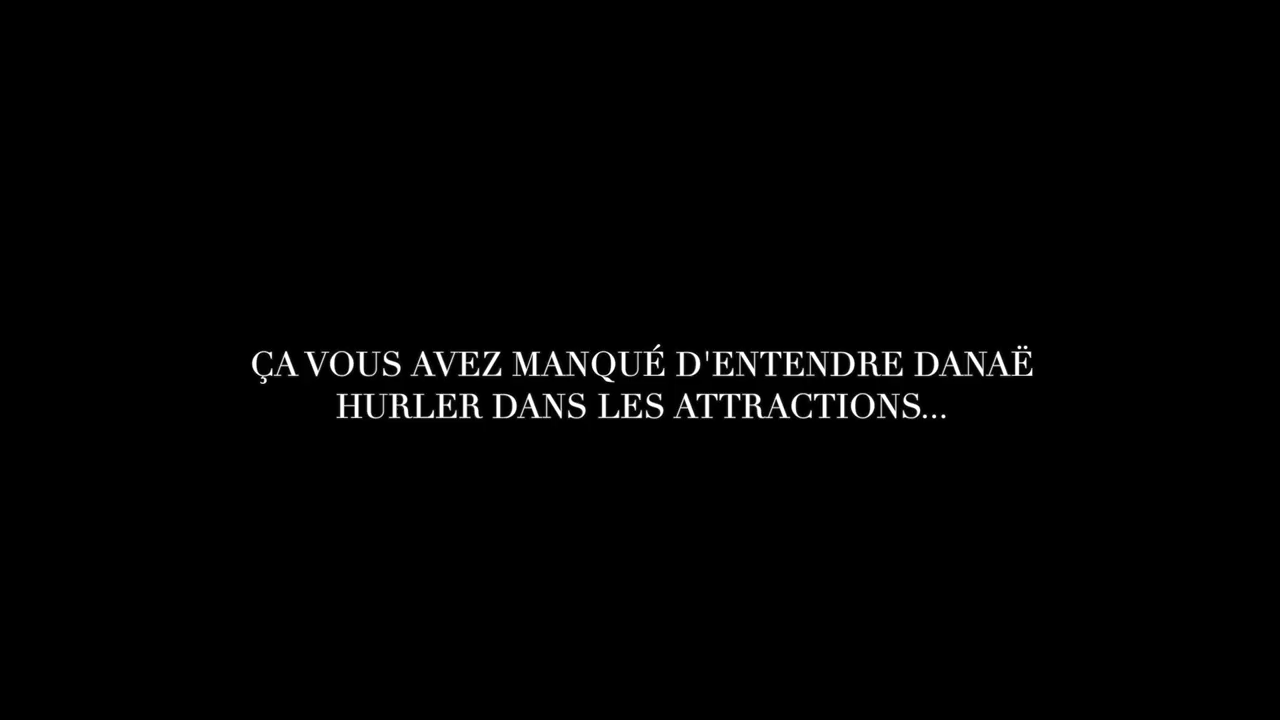 ÇA VOUS AVEZ MANQUÉ D'ENTENDRE DANAË
HURLER DANS LES ATTRACTIONS...